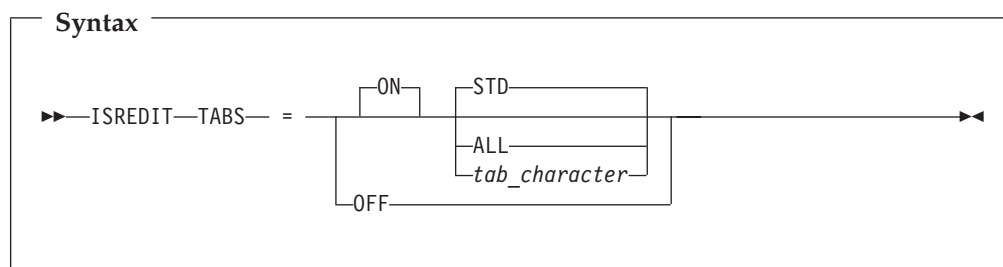 Syntax
ON STD
ISREDIT TABS =
ALL
tab_character
OFF